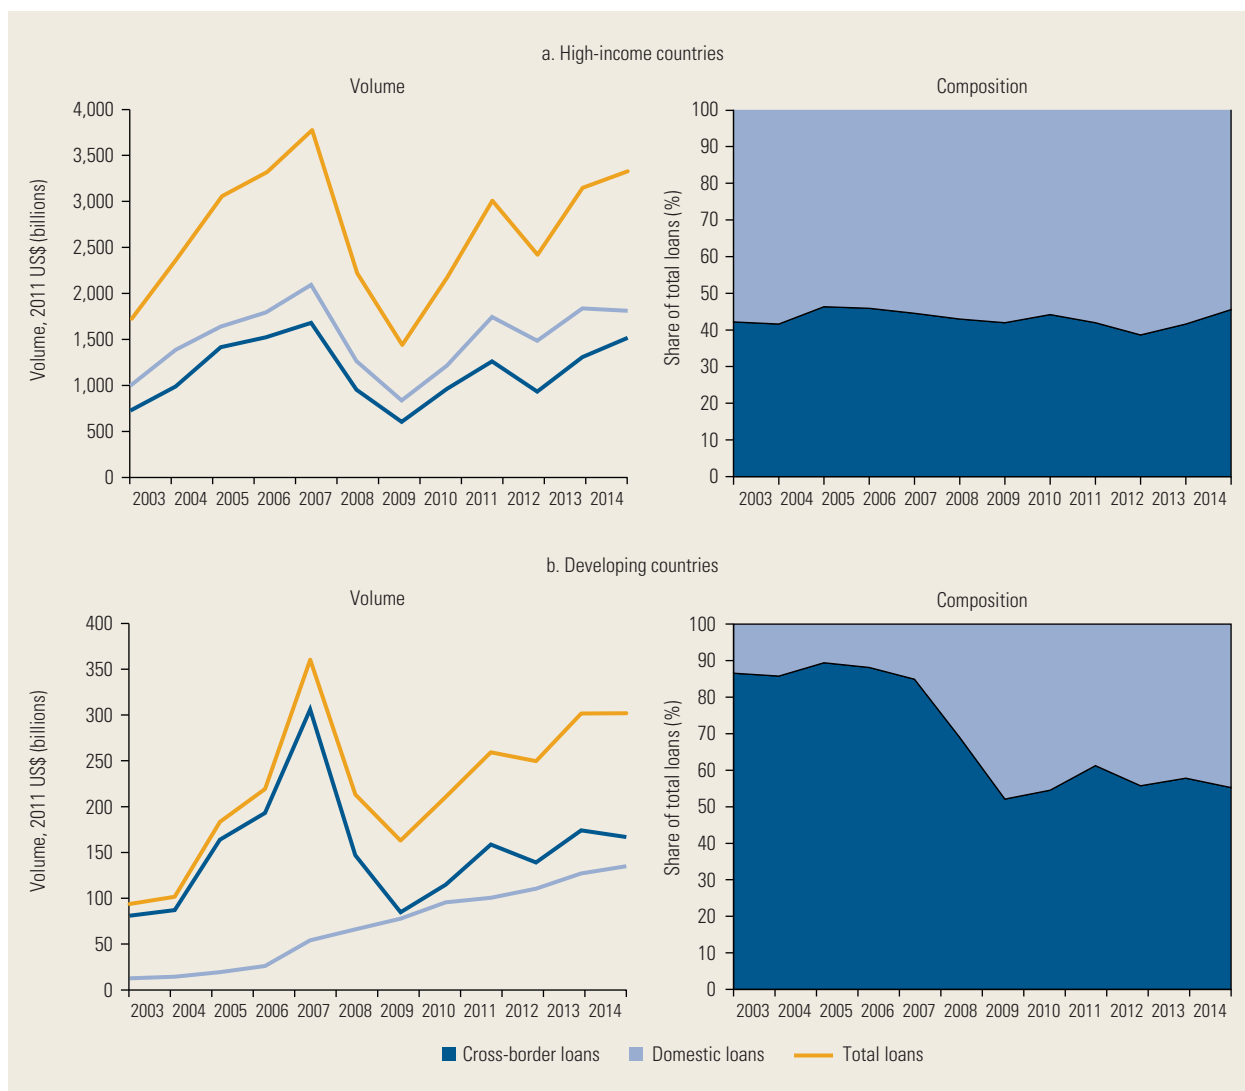 a. High-income countries
Volume
Composition
Volume, 2011 US$ (billions)
4,000
3,500
3,000
2,500
2,000
1,500
1,000
500
0
2003 2004 2005 2006 2007 2008 2009 2010 2011 2012 2013 2014
Share of total loans (%)
100
90
80
70
60
50
40
30
20
10
0
2003 2004 2005 2006 2007 2008 2009 2010 2011 2012 2013 2014
b. Developing countries
Volume
Composition
Volume, 2011 US$ (billions)
400
350
300
250
200
150
100
50
0
2003 2004 2005 2006 2007 2008 2009 2010 2011 2012 2013 2014
Share of total loans (%)
100
90
80
70
60
50
40
30
20
10
0
2003 2004 2005 2006 2007 2008 2009 2010 2011 2012 2013 2014
Cross-border loans Domestic loans Total loans